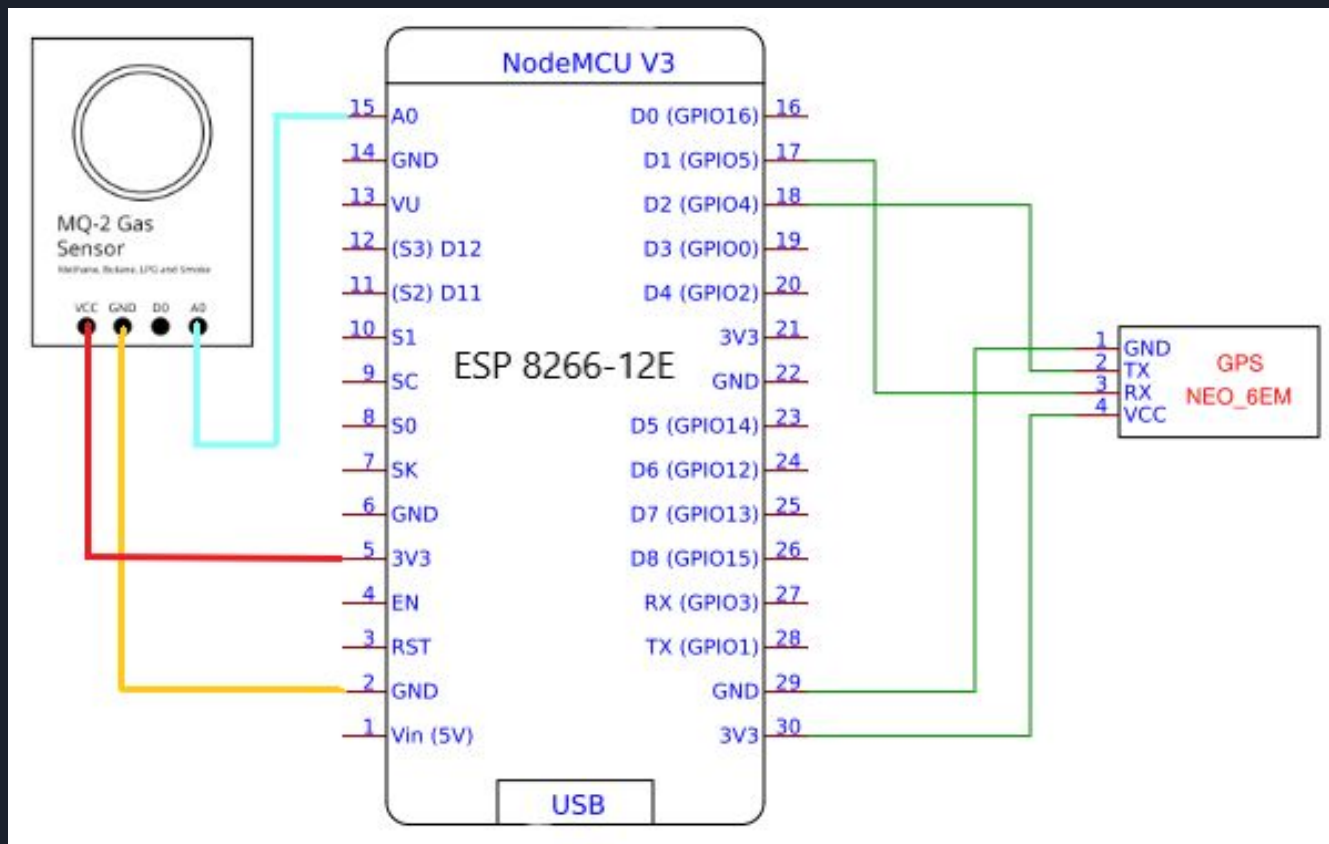 NodeMCU V3
MQ-2 Gas
Sensor
Methane, Butane, LPG and Smoke
VCC GND D0 A0
15 A0
14 GND
13 VU
12 (S3) D12
11 (S2) D11
10 S1
9 SC
8 S0
7 SK
6 GND
5 3V3
4 EN
3 RST
2 GND
1 Vin (5V)
ESP 8266-12E
D0 (GPIO16) 16
D1 (GPIO5) 17
D2 (GPIO4) 18
D3 (GPIO0) 19
D4 (GPIO2) 20
3V3 21
GND 22
D5 (GPIO14) 23
D6 (GPIO12) 24
D7 (GPIO13) 25
D8 (GPIO15) 26
RX (GPIO3) 27
TX (GPIO1) 28
GND 29
3V3 30
USB
1 GND
2 TX
3 RX
4 VCC
GPS
NEO_6EM